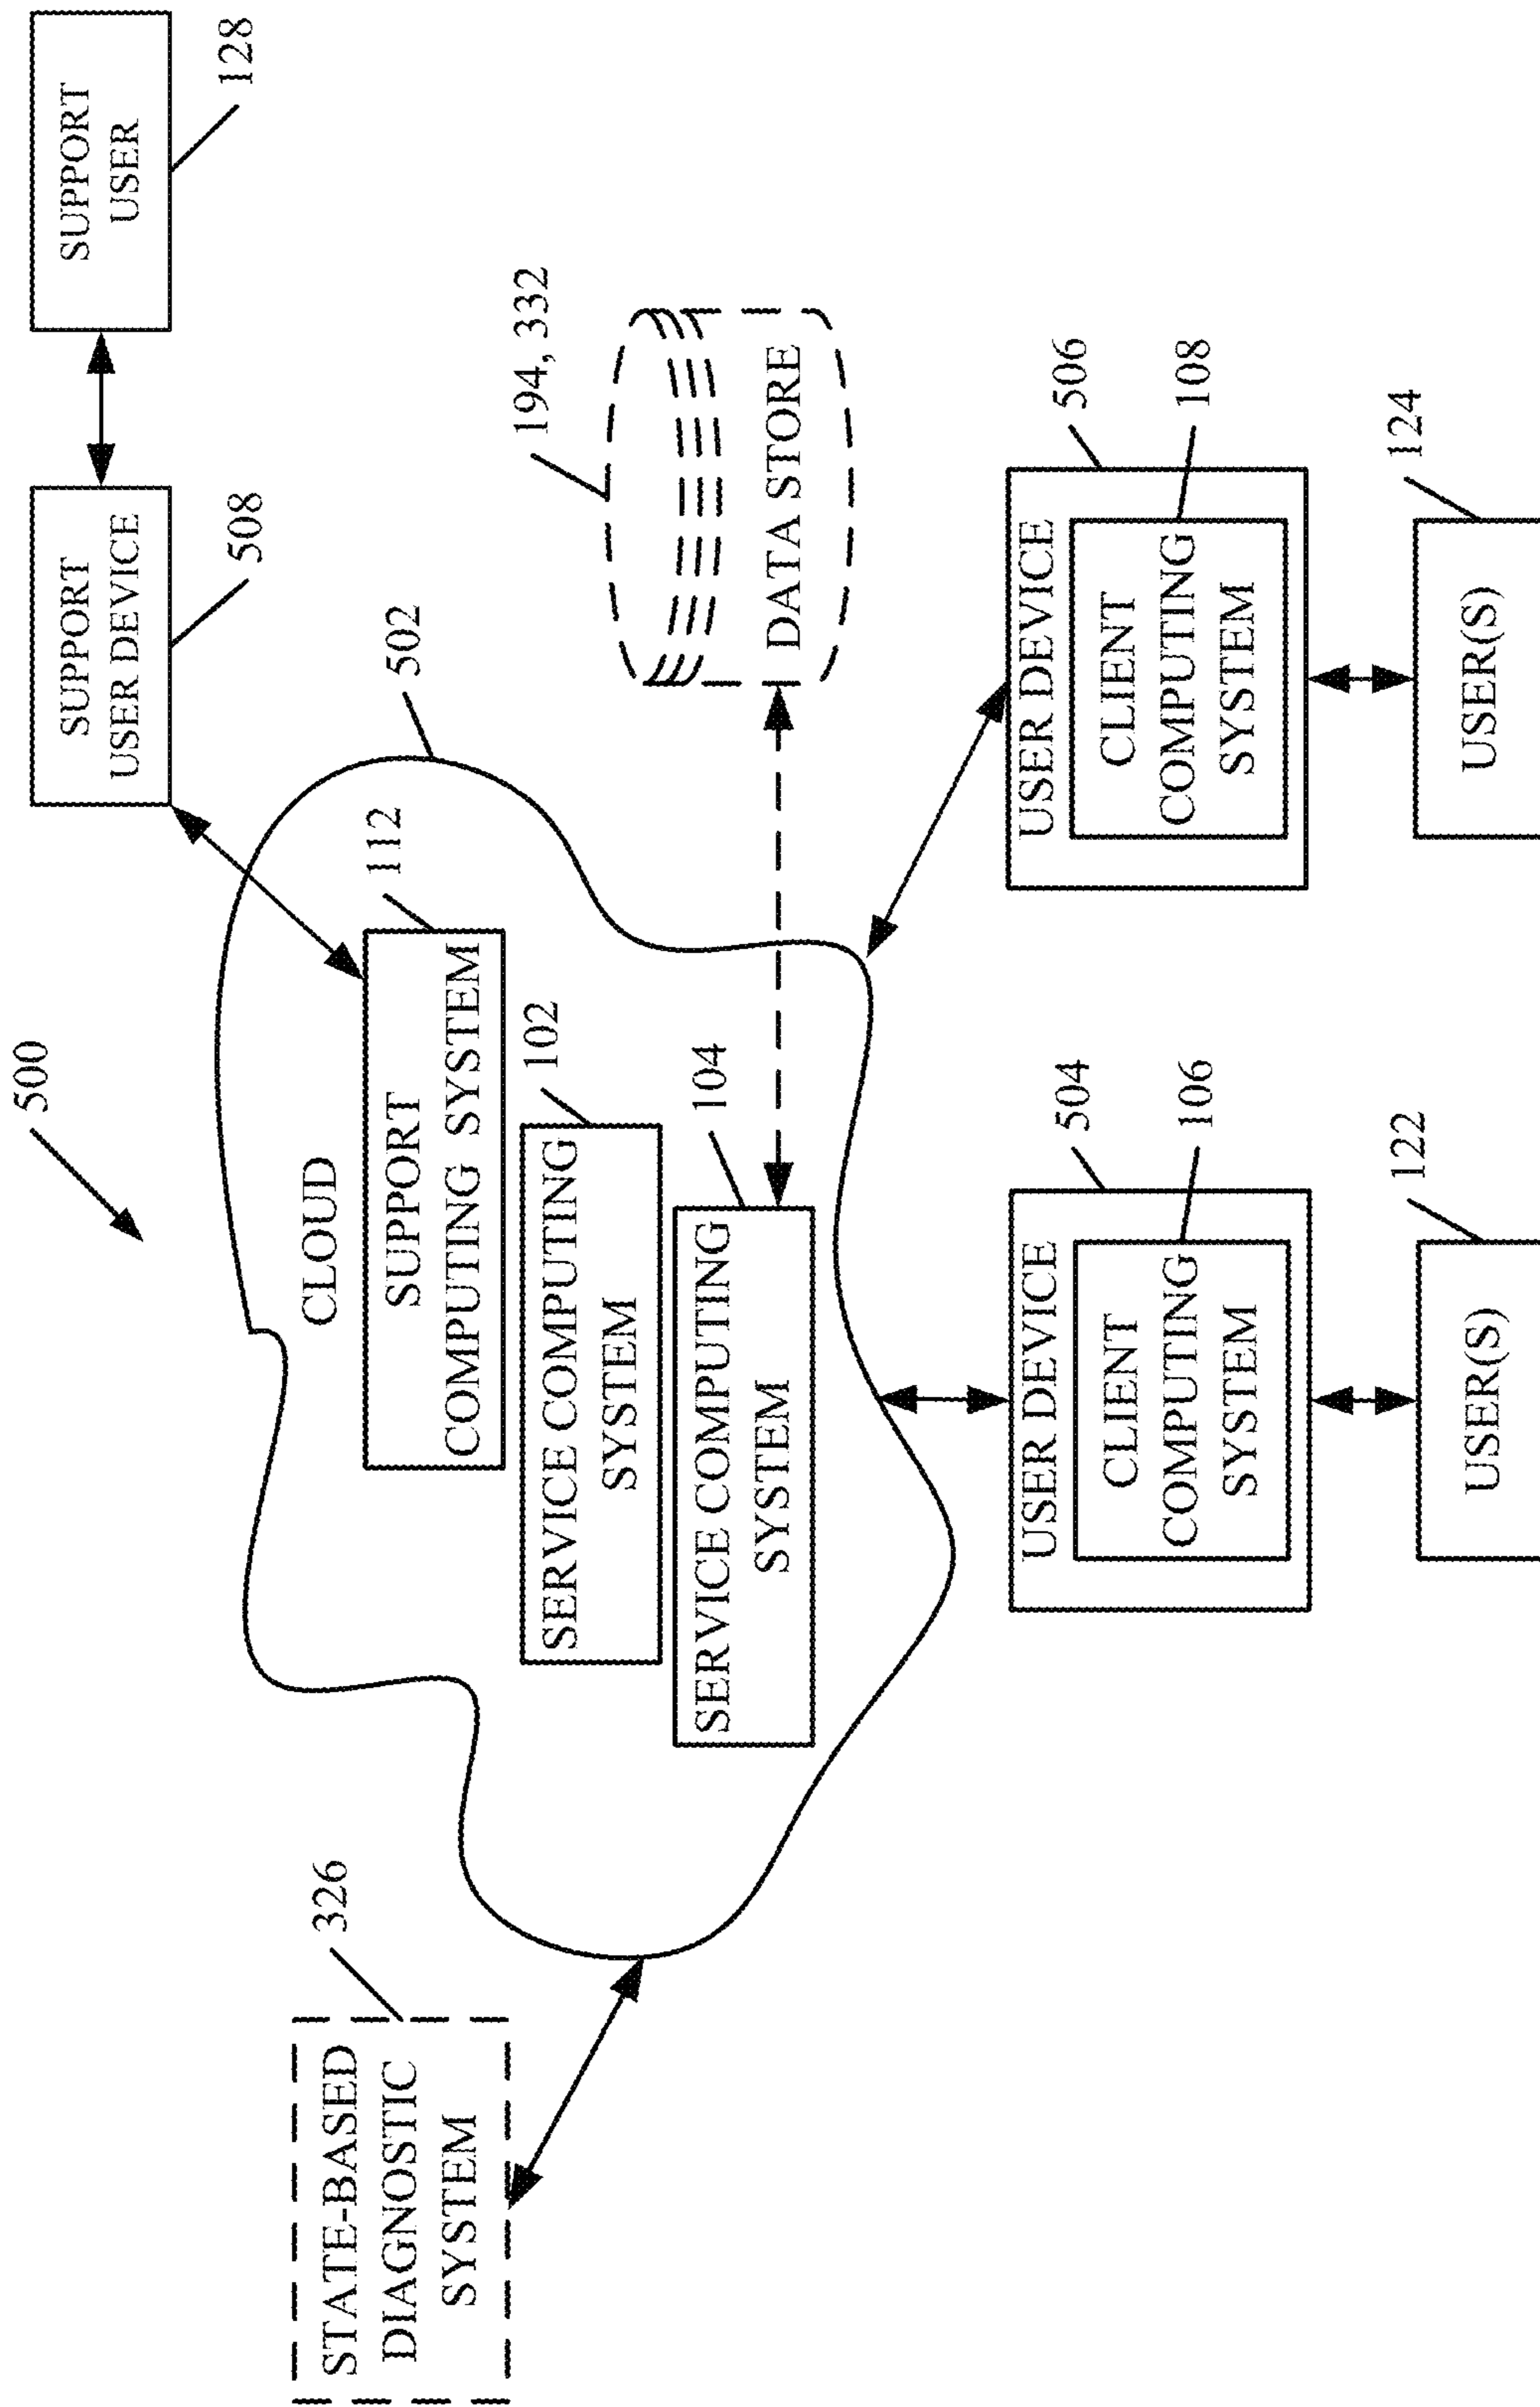 500
SUPPORT
USER DEVICE
508
SUPPORT
USER
128
STATE-BASED
DIAGNOSTIC
SYSTEM
326
CLOUD
502
SUPPORT
COMPUTING SYSTEM
112
SERVICE COMPUTING
SYSTEM
102
SERVICE COMPUTING
SYSTEM
104
194, 332
DATA STORE
USER DEVICE
504
CLIENT
COMPUTING
SYSTEM
106
USER(S)
122
USER DEVICE
506
CLIENT
COMPUTING
SYSTEM
108
USER(S)
124